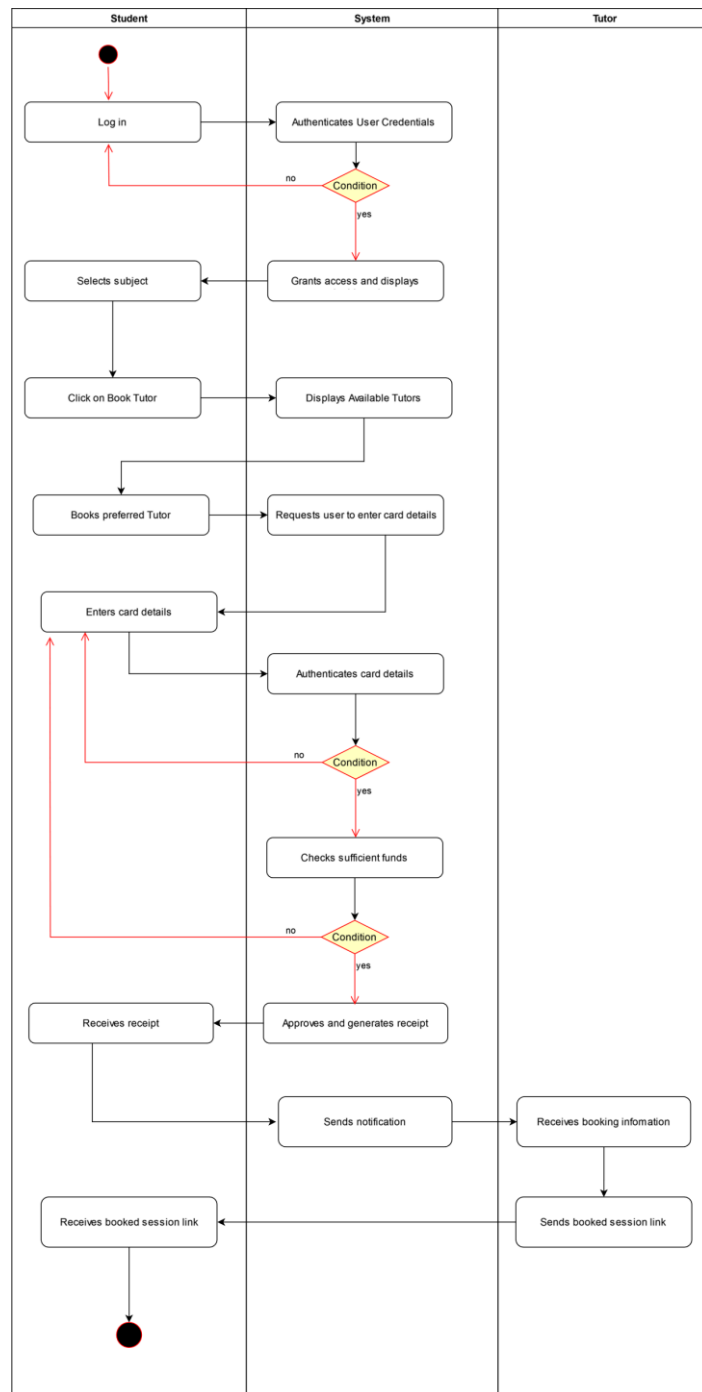 Student
System
Tutor
Log in
Authenticates User Credentials
no
Condition
yes
Selects subject
Grants access and displays
Click on Book Tutor
Displays Available Tutors
Books preferred Tutor
Requests user to enter card details
Enters card details
Authenticates card details
no
Condition
yes
Checks sufficient funds
no
Condition
yes
Receives receipt
Approves and generates receipt
Sends notification
Receives booking infomation
Receives booked session link
Sends booked session link